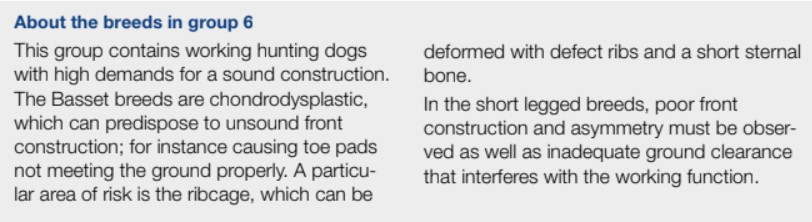 About the breeds in group 6
This group contains working hunting dogs
with high demands for a sound construction.
The Basset breeds are chondrodysplastic,
which can predispose to unsound front
construction; for instance causing toe pads
not meeting the ground properly. A particu-
lar area of risk is the ribcage, which can be
deformed with defect ribs and a short sternal
bone.
In the short legged breeds, poor front
construction and asymmetry must be obser-
ved as well as inadequate ground clearance
that interferes with the working function.